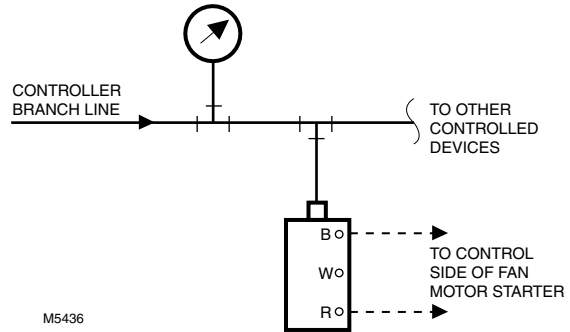 CONTROLLER
BRANCH LINE
TO OTHER
CONTROLLED
DEVICES
B
W
R
TO CONTROL
SIDE OF FAN
MOTOR STARTER
M5436